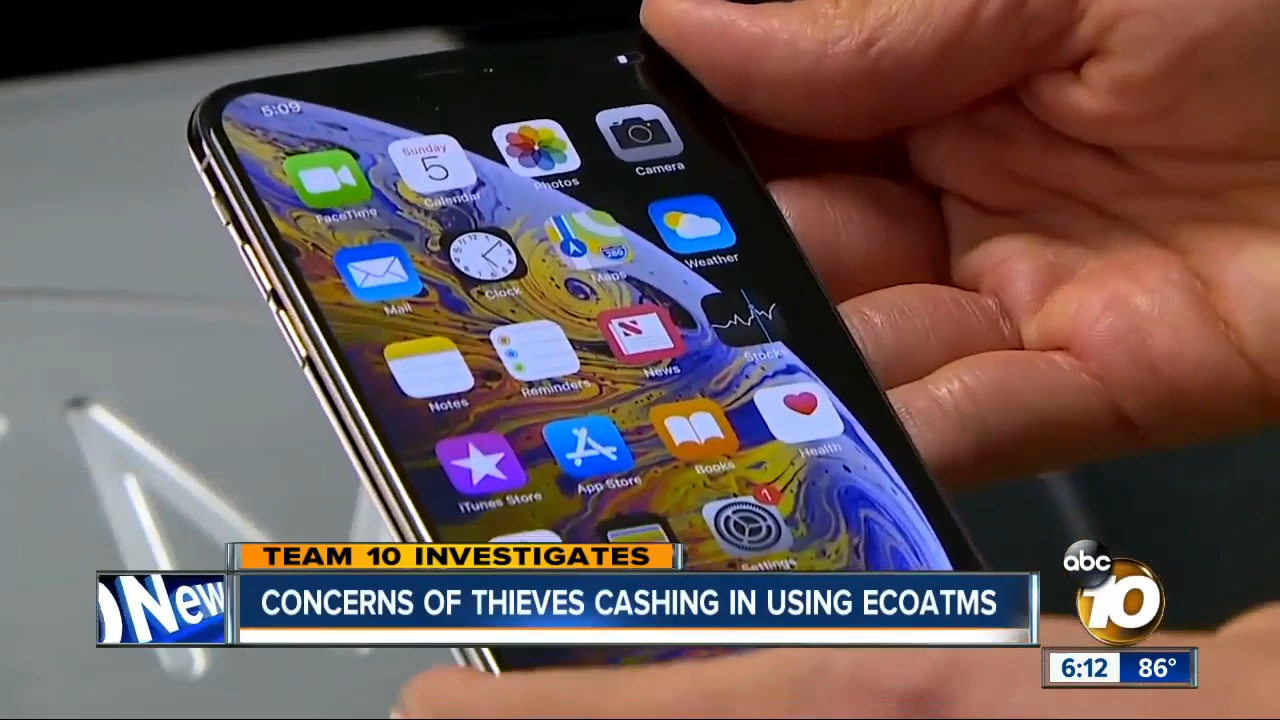 5:09
FaceTime
Sunday
5
Calendar
Photos
Camera
Mail
Clock
Maps
280
Weather
Notes
Reminders
News
Stocks
iTunes Store
App Store
Books
Health
1
Settings
TEAM 10 INVESTIGATES
News
CONCERNS OF THIEVES CASHING IN USING ECOATMS
abc
10
6:12 86°